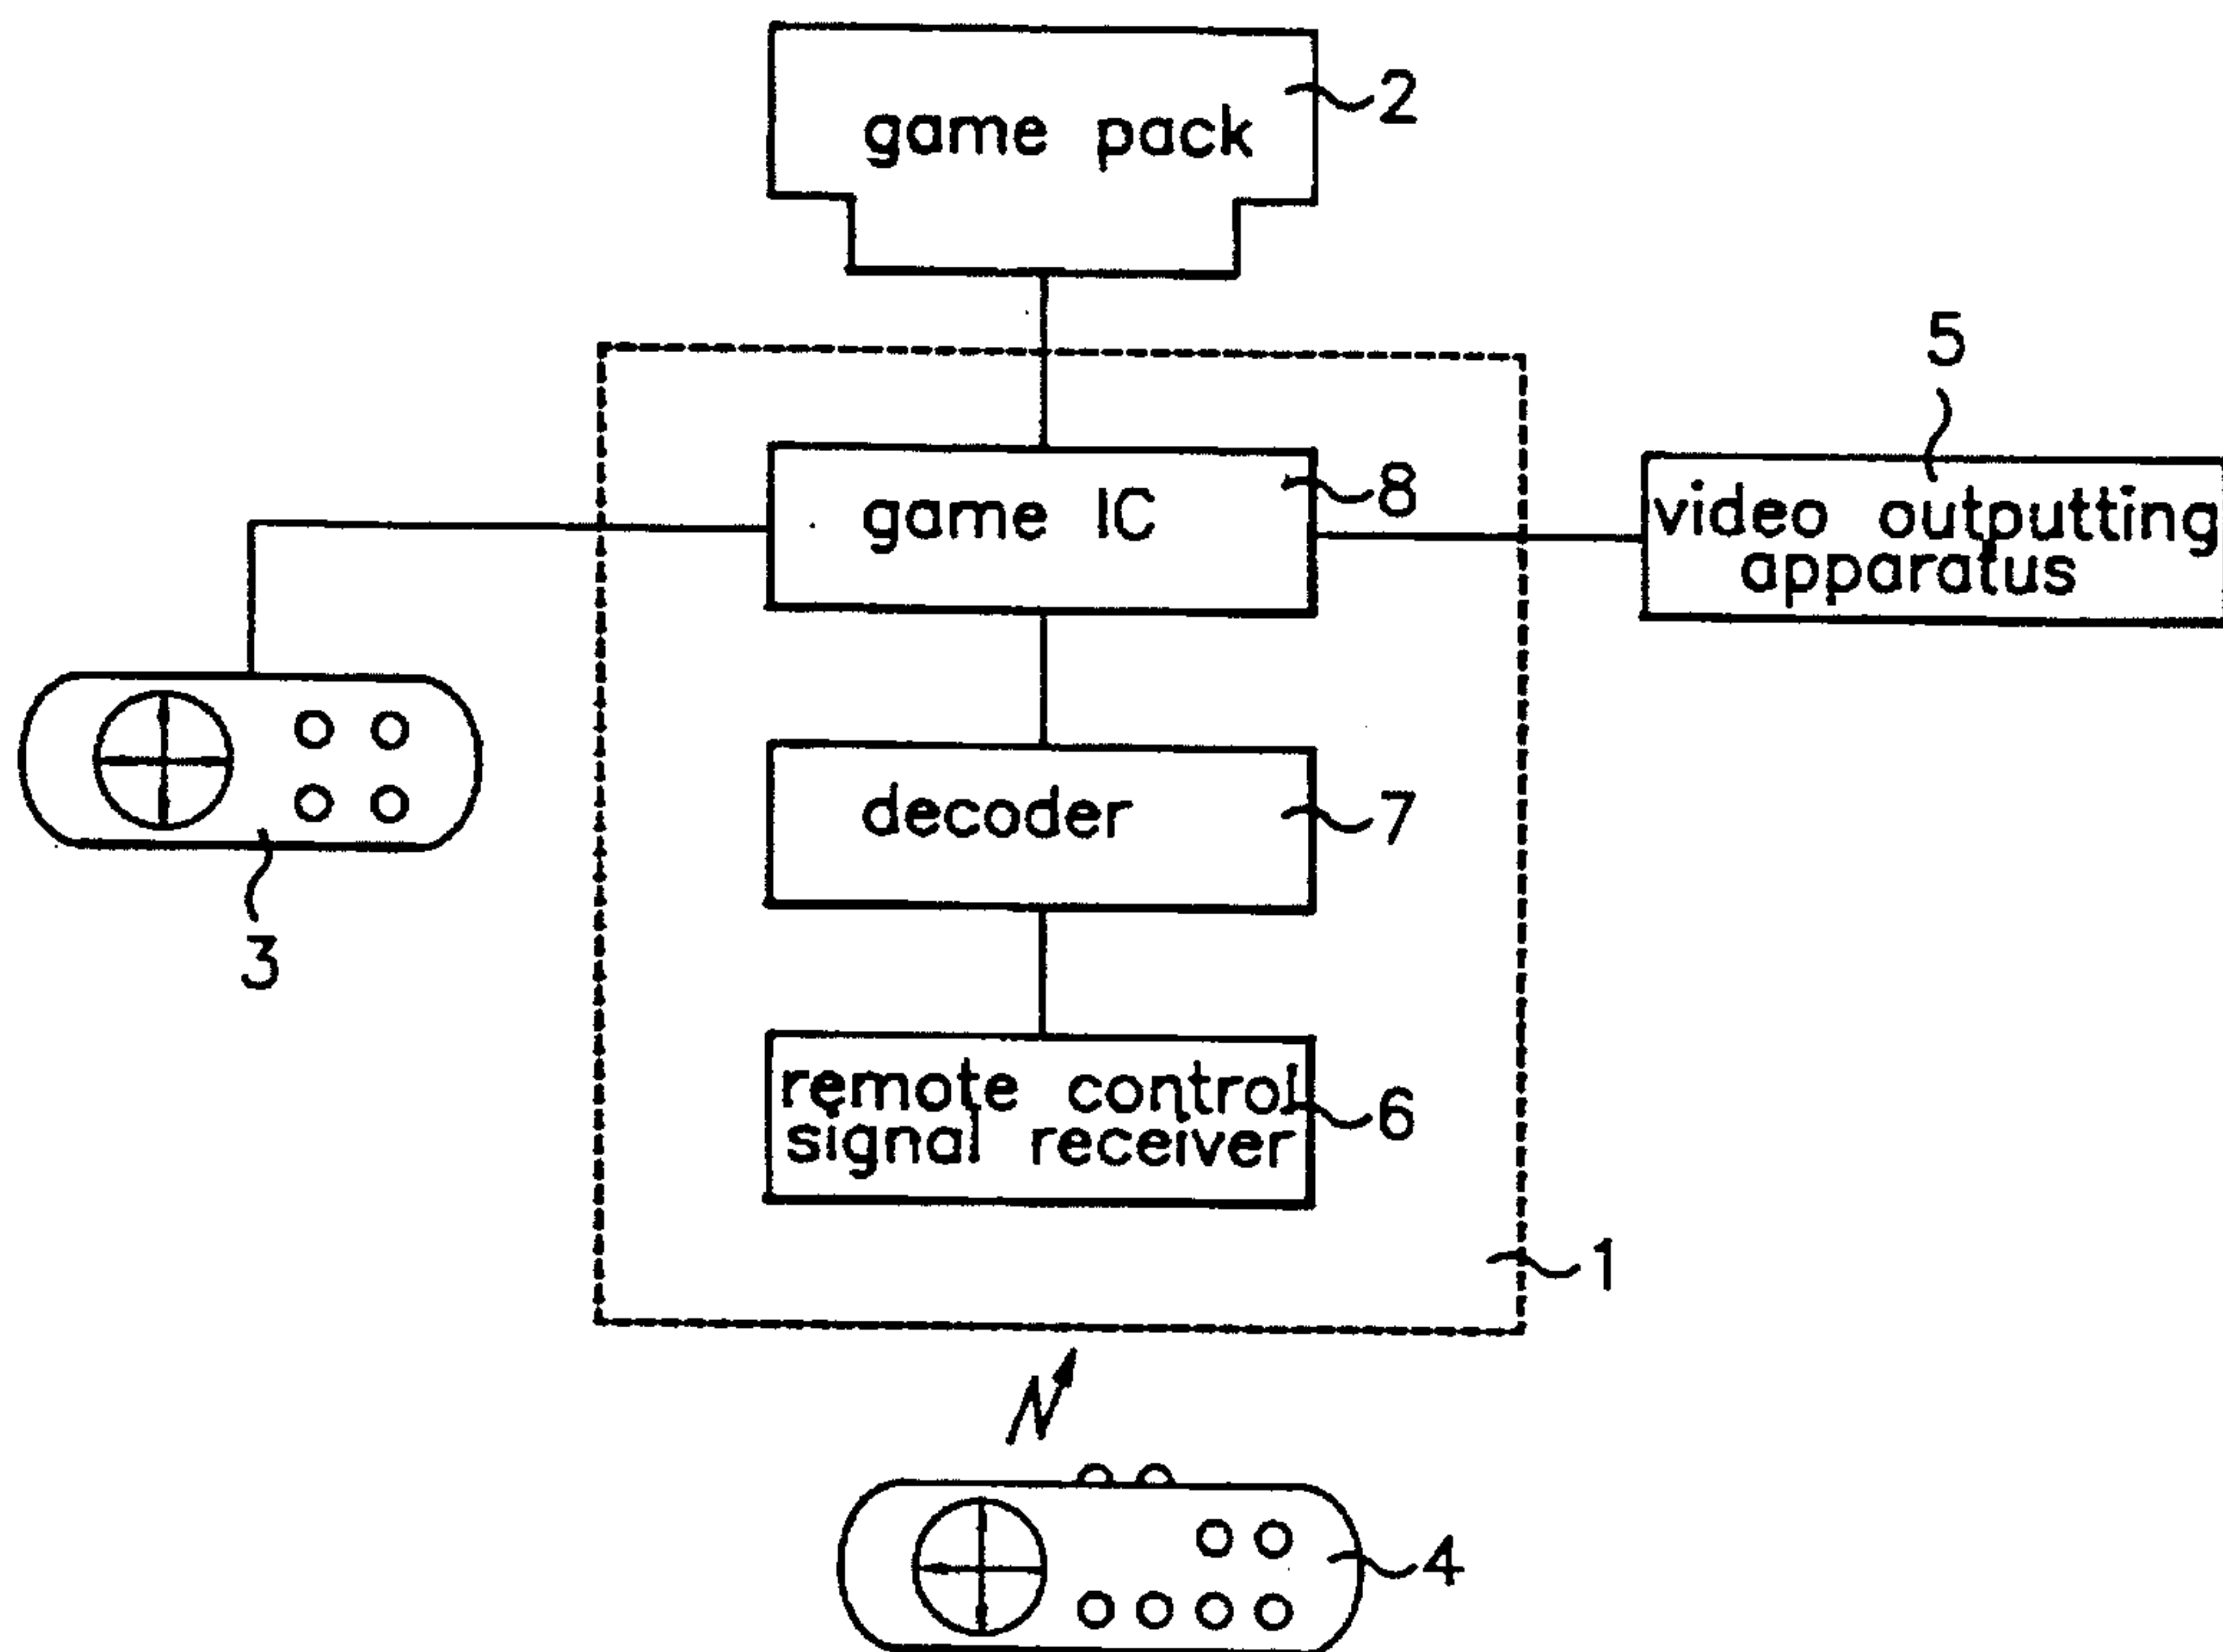 game pack
2
5
game IC
8
video outputting
apparatus
decoder
7
3
remote control
signal receiver
6
1
4